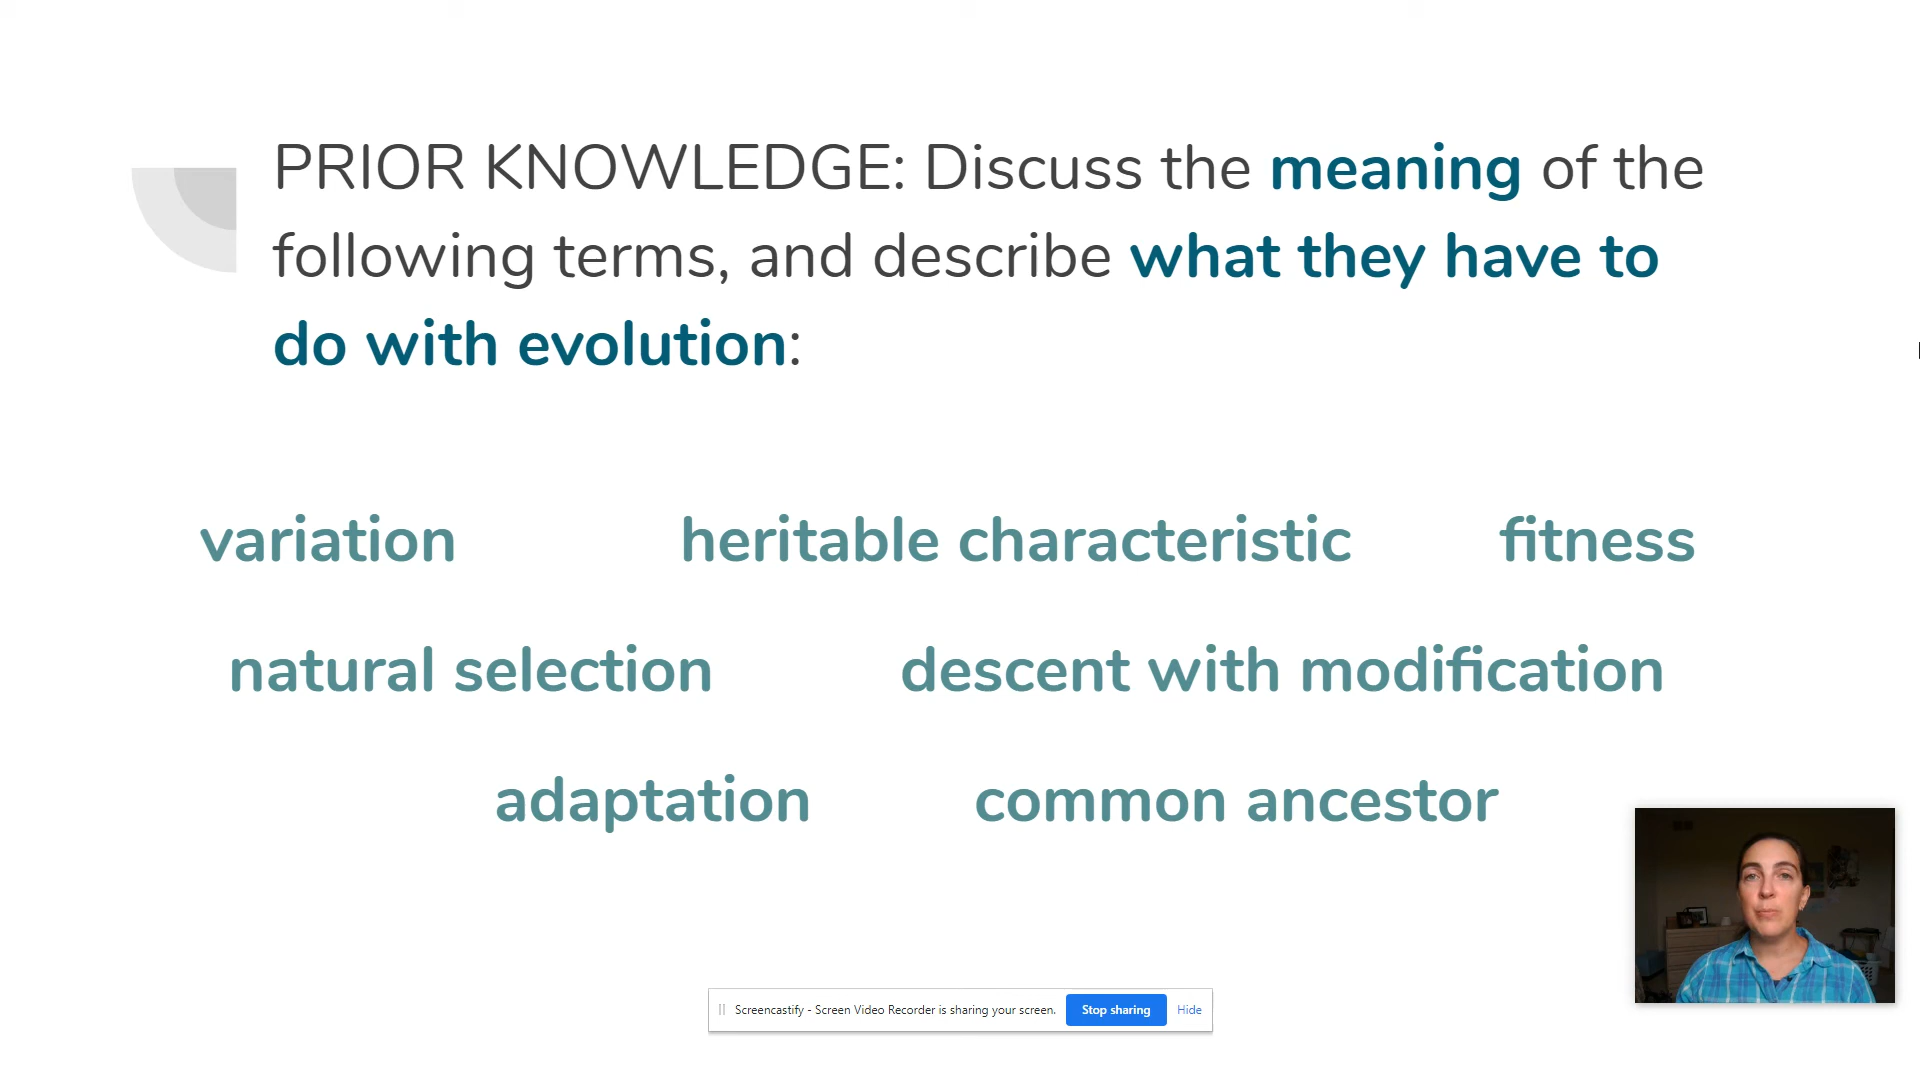 PRIOR KNOWLEDGE: Discuss the meaning of the
following terms, and describe what they have to
do with evolution:
variation heritable characteristic fitness
natural selection descent with modification
adaptation common ancestor
Screencastify - Screen Video Recorder is sharing your screen. Stop sharing Hide